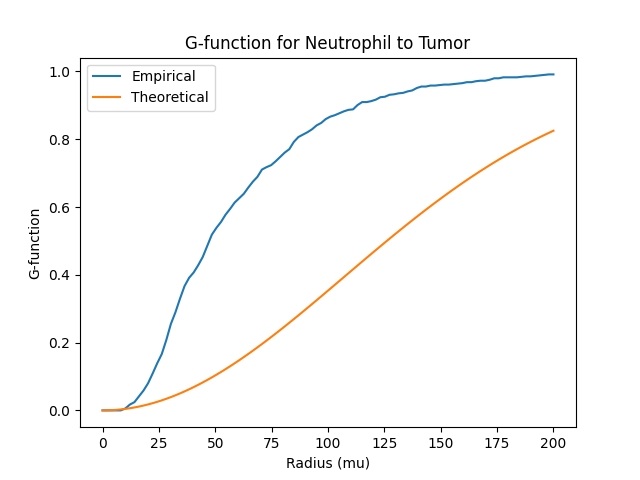 G-function for Neutrophil to Tumor
Empirical
Theoretical
1.0
0.8
0.6
0.4
0.2
0.0
G-function
0 25 50 75 100 125 150 175 200
Radius (mu)